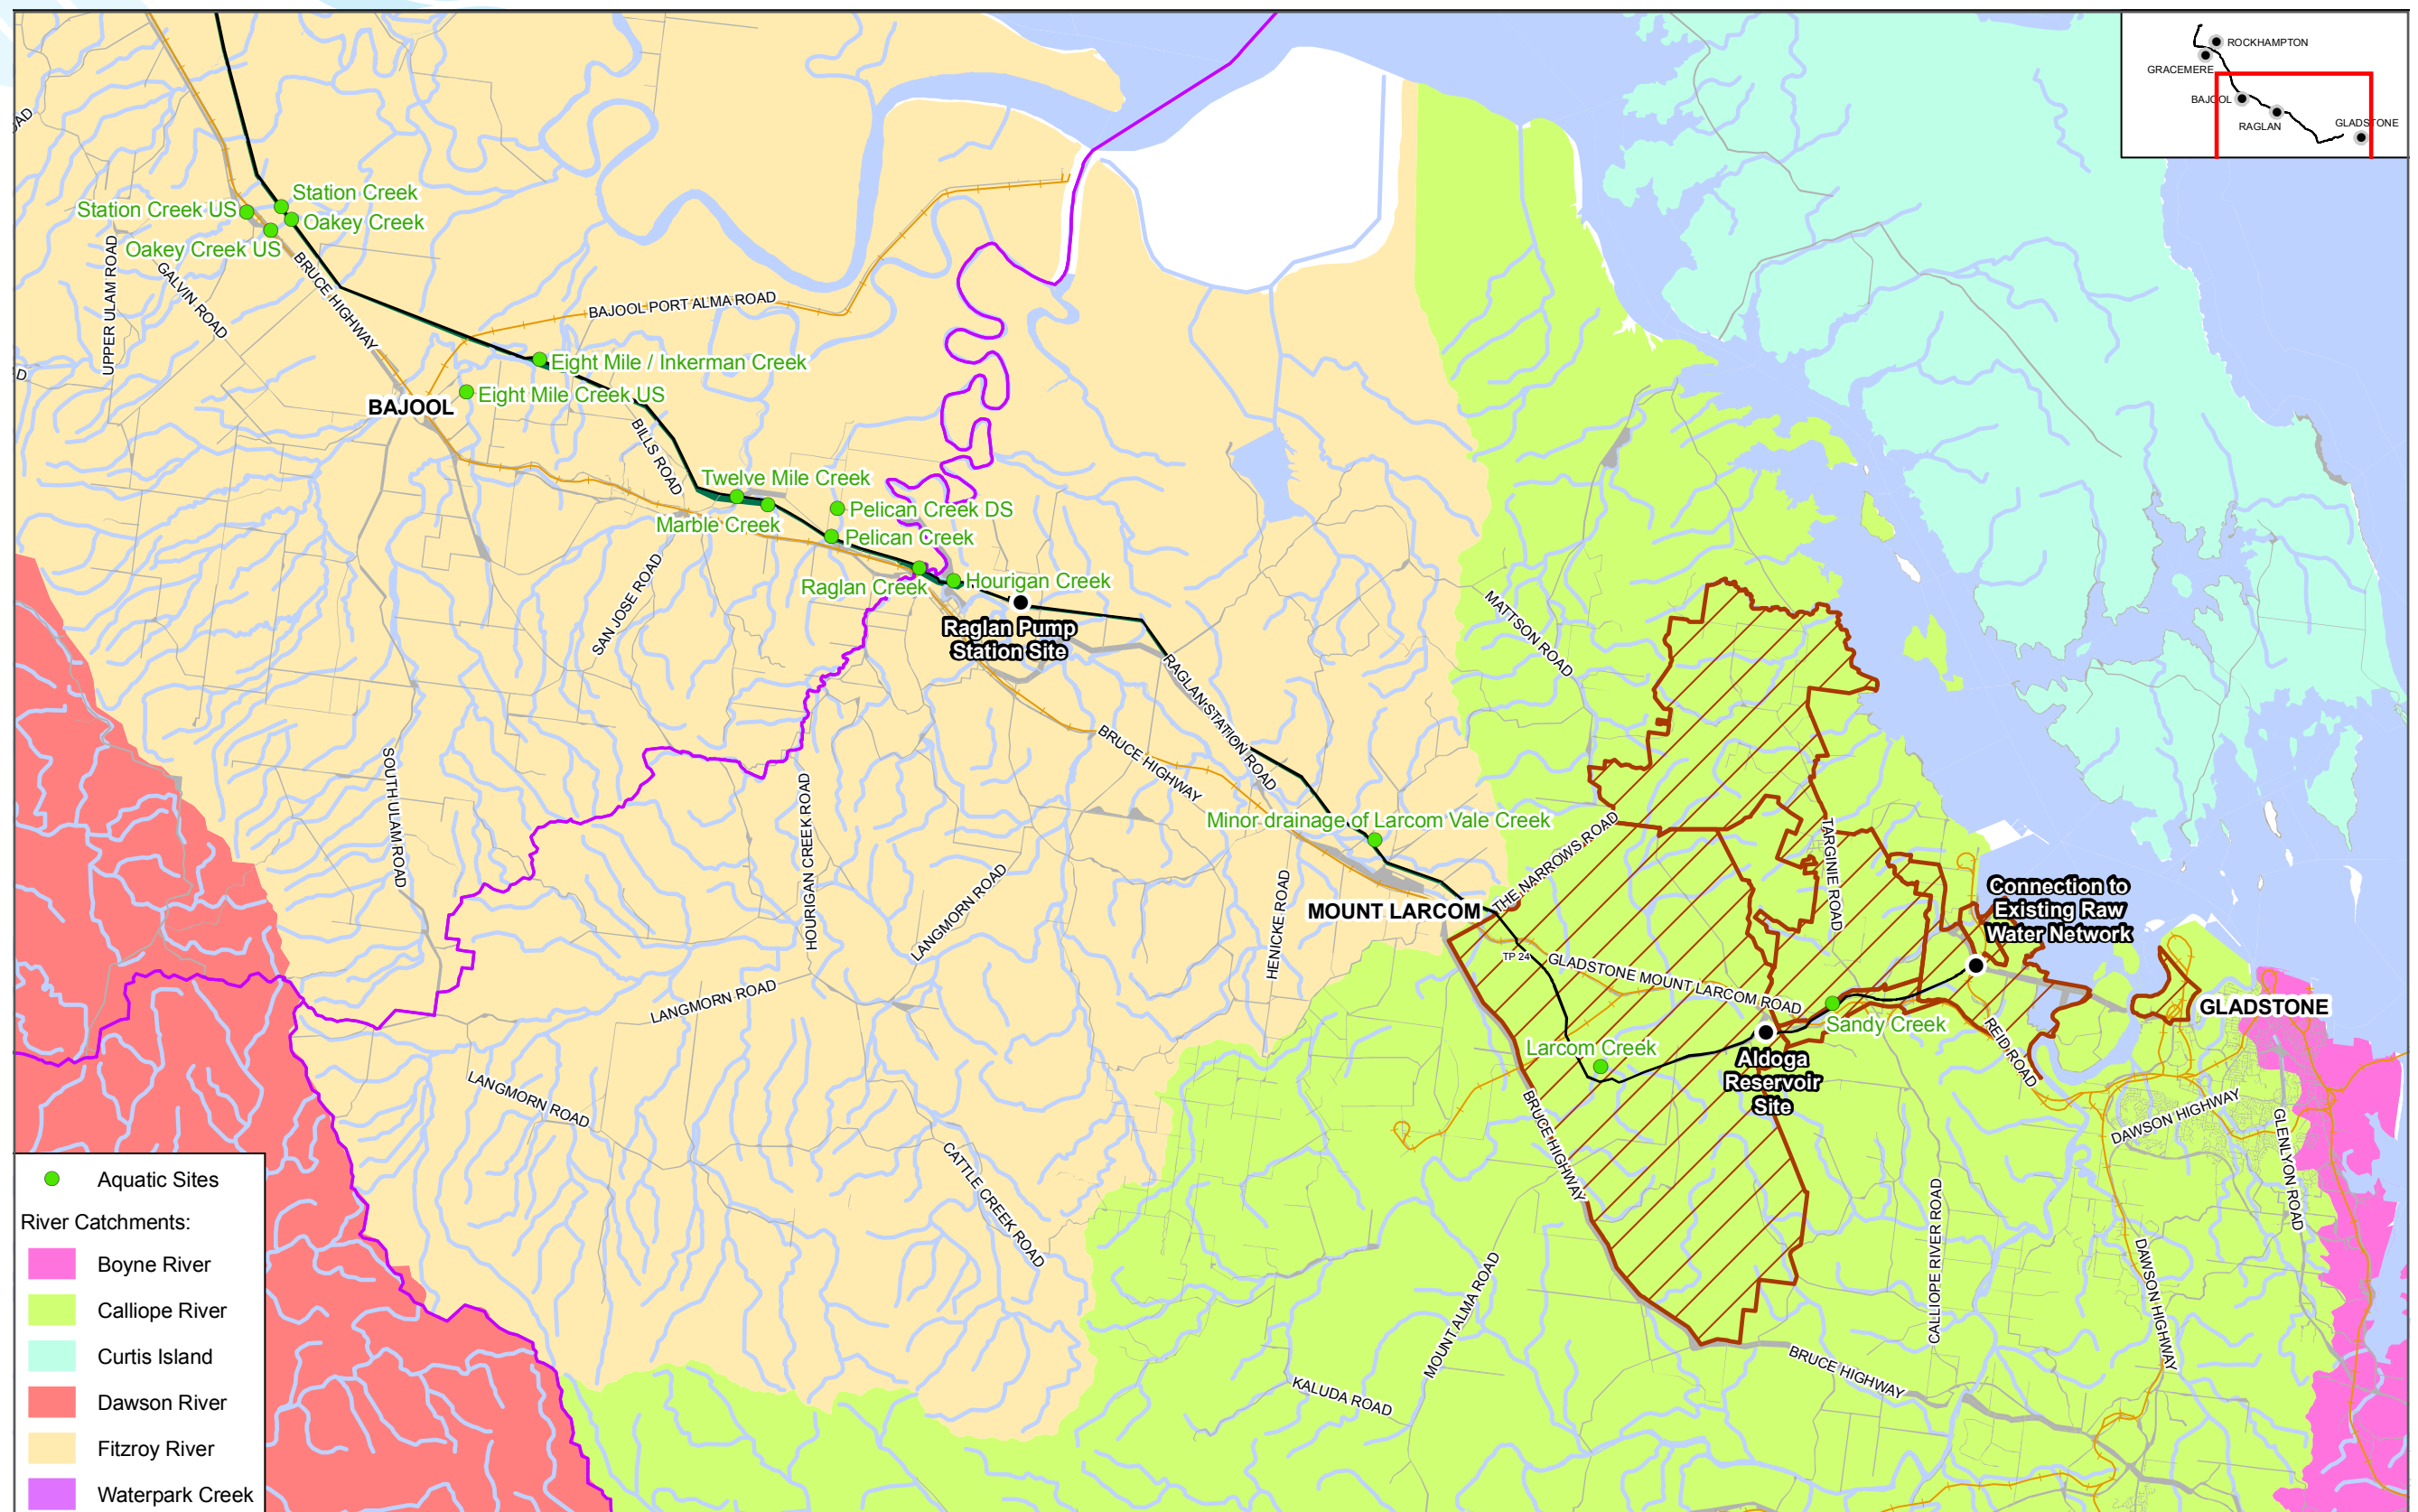 ROCKHAMPTON
GRACEMERE
BAJOOL
RAGLAN
GLADSTONE
Station Creek
Station Creek US
Oakey Creek
Oakey Creek US
UPPER ULAM ROAD
GALVIN ROAD
BRUCE HIGHWAY
BAJOOL PORT ALMA ROAD
Eight Mile / Inkerman Creek
Eight Mile Creek US
BAJOOL
BILLS ROAD
Twelve Mile Creek
Marble Creek
Pelican Creek DS
Pelican Creek
Raglan Creek
Hourigan Creek
Raglan Pump
Station Site
SAN JOSE ROAD
MATTSON ROAD
RAGLAN STATION ROAD
BRUCE HIGHWAY
SOUTH ULAM ROAD
HOURIGAN CREEK ROAD
LANGMORN ROAD
Minor drainage of Larcom Vale Creek
THE NARROWS ROAD
TARGINIE ROAD
HENICKE ROAD
MOUNT LARCOM
Connection to
Existing Raw
Water Network
TP 24
GLADSTONE MOUNT LARCOM ROAD
GLADSTONE
LANGMORN ROAD
Sandy Creek
Larcom Creek
Aldoga
Reservoir
Site
REID ROAD
LANGMORN ROAD
CATTLE CREEK ROAD
BRUCE HIGHWAY
DAWSON HIGHWAY
GLENLYON ROAD
CALLIOPE RIVER ROAD
DAWSON HIGHWAY
MOUNT ALMA ROAD
KALUDA ROAD
BRUCE HIGHWAY
Aquatic Sites
River Catchments:
Boyne River
Calliope River
Curtis Island
Dawson River
Fitzroy River
Waterpark Creek